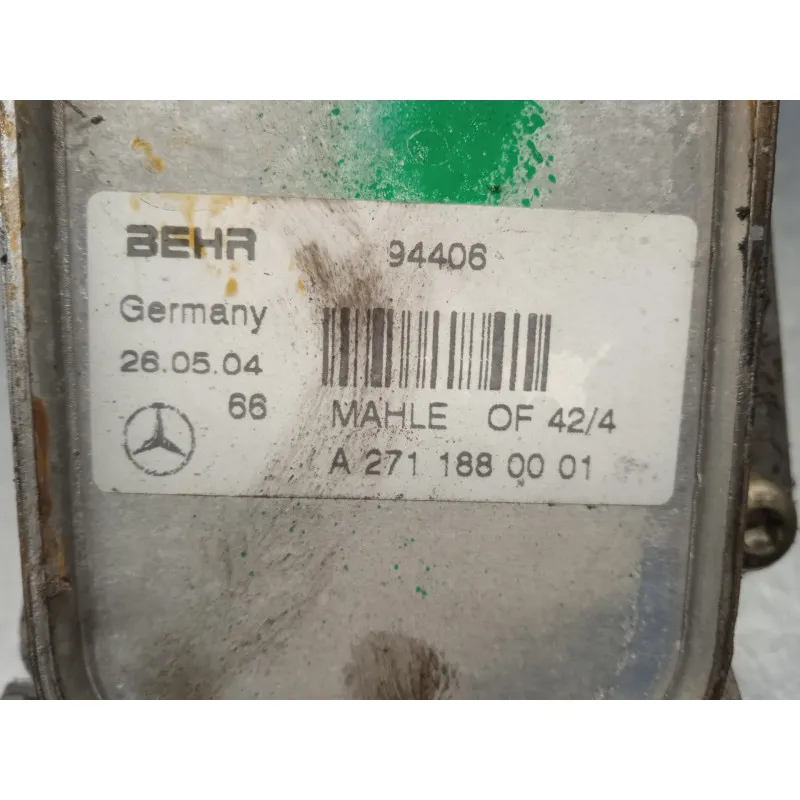 BEHR 94406
Germany
26.05.04
66
MAHLE OF 42/4
A 271 188 00 01